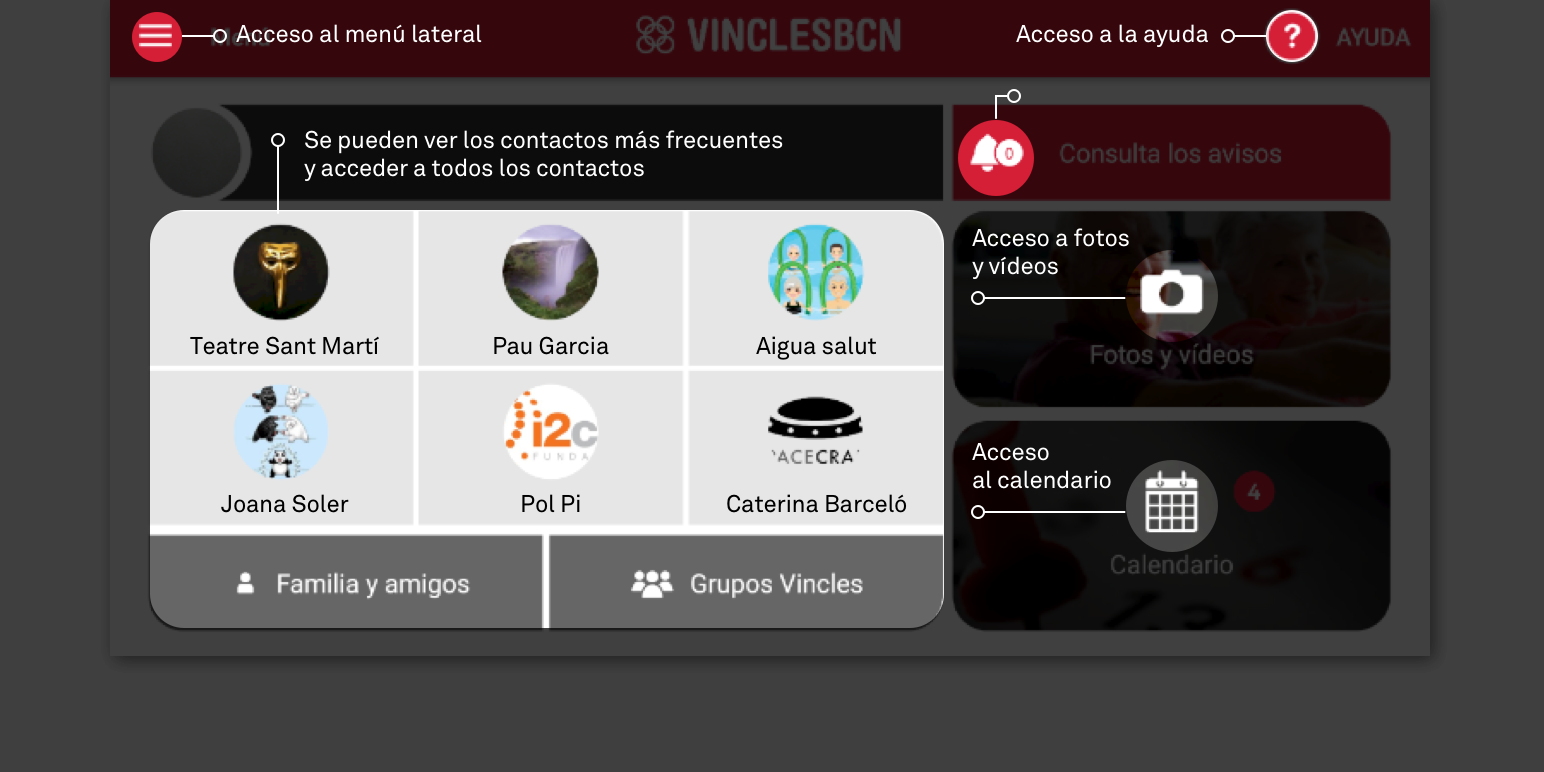 Menú
Acceso al menú lateral
VINCLESBCN
Acceso a la ayuda
?
AYUDA
Se pueden ver los contactos más frecuentes
y acceder a todos los contactos
0
Consulta los avisos
Teatre Sant Martí
Pau Garcia
Aigua salut
Acceso a fotos
y vídeos
Fotos y vídeos
i2c
FUNDA
ACECRA
Joana Soler
Pol Pi
Caterina Barceló
Acceso
al calendario
4
Calendario
Familia y amigos
Grupos Vincles